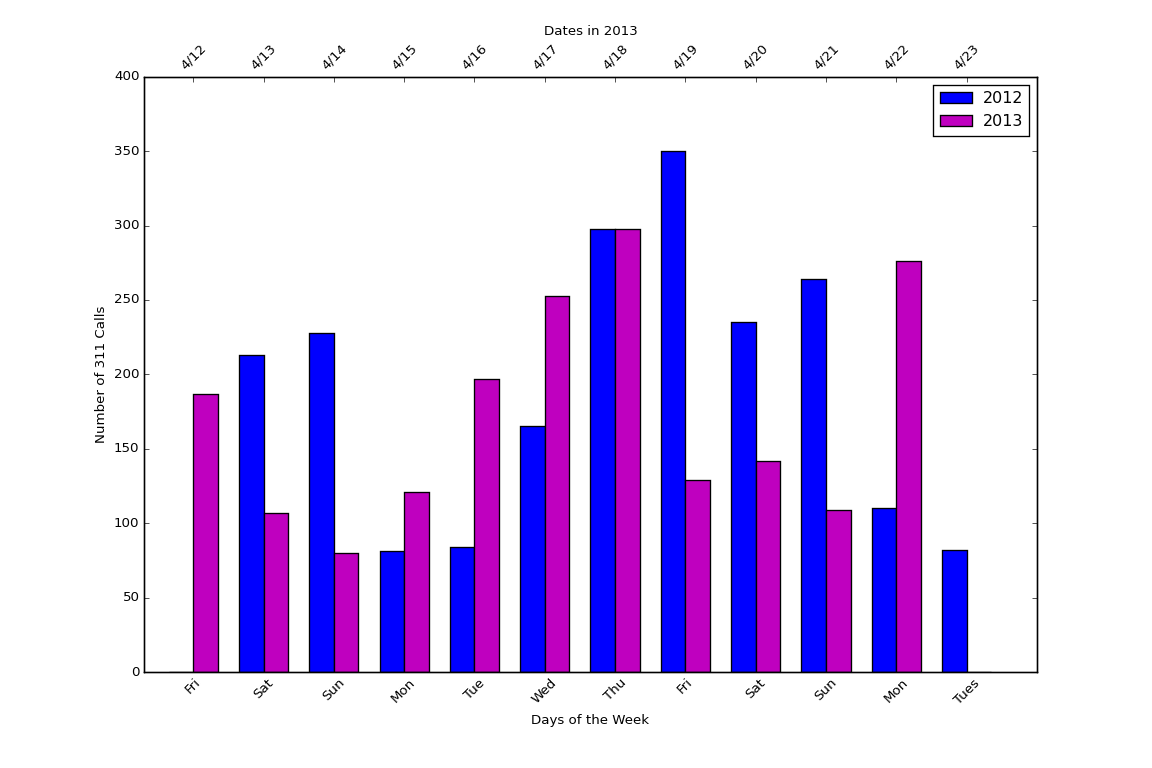 Dates in 2013
4/12 4/13 4/14 4/15 4/16 4/17 4/18 4/19 4/20 4/21 4/22 4/23
2012
2013
400
350
300
250
200
150
100
50
0
Number of 311 Calls
Fri Sat Sun Mon Tue Wed Thu Fri Sat Sun Mon Tues
Days of the Week